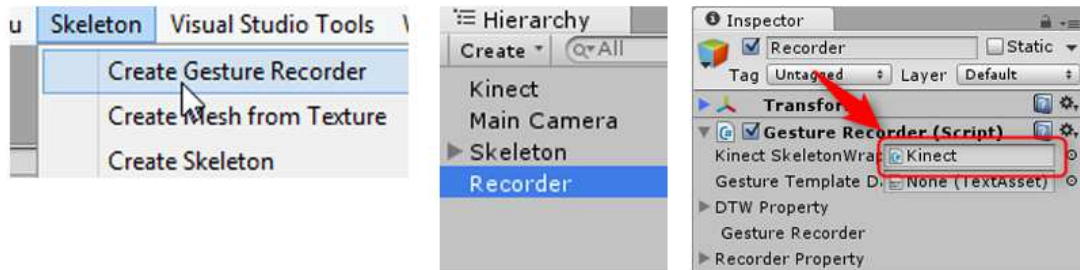 u Skeleton Visual Studio Tools
Create Gesture Recorder
Create Mesh from Texture
Create Skeleton
Hierarchy
Create All
Kinect
Main Camera
Skeleton
Recorder
Inspector
Recorder Static
Tag Untagged Layer Default
Transfor
Gesture Recorder (Script)
Kinect SkeletonWrap Kinect
Gesture Template D. None (TextAsset)
DTW Property
Gesture Recorder
Recorder Property